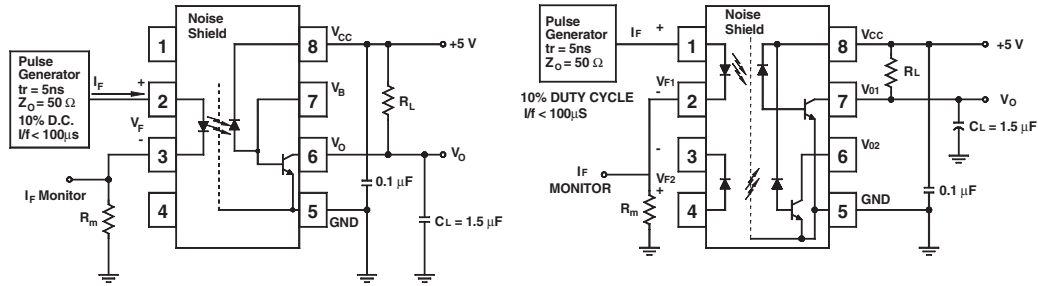 Noise
Shield
Pulse
Generator
tr = 5ns
ZO = 50 Ω
10% D.C.
I/f < 100μs
IF
+
VF
-
IF Monitor
Rm
1
2
3
4
8
7
6
5
VCC
VB
VO
GND
+5 V
RL
VO
0.1 μF
CL = 1.5 μF
Noise
Shield
Pulse
Generator
tr = 5ns
ZO = 50 Ω
IF
+
10% DUTY CYCLE
I/f < 100μS
VF1
-
-
VF2
+
IF
MONITOR
Rm
1
2
3
4
8
7
6
5
VCC
V01
V02
GND
+5 V
RL
VO
CL = 1.5 μF
0.1 μF